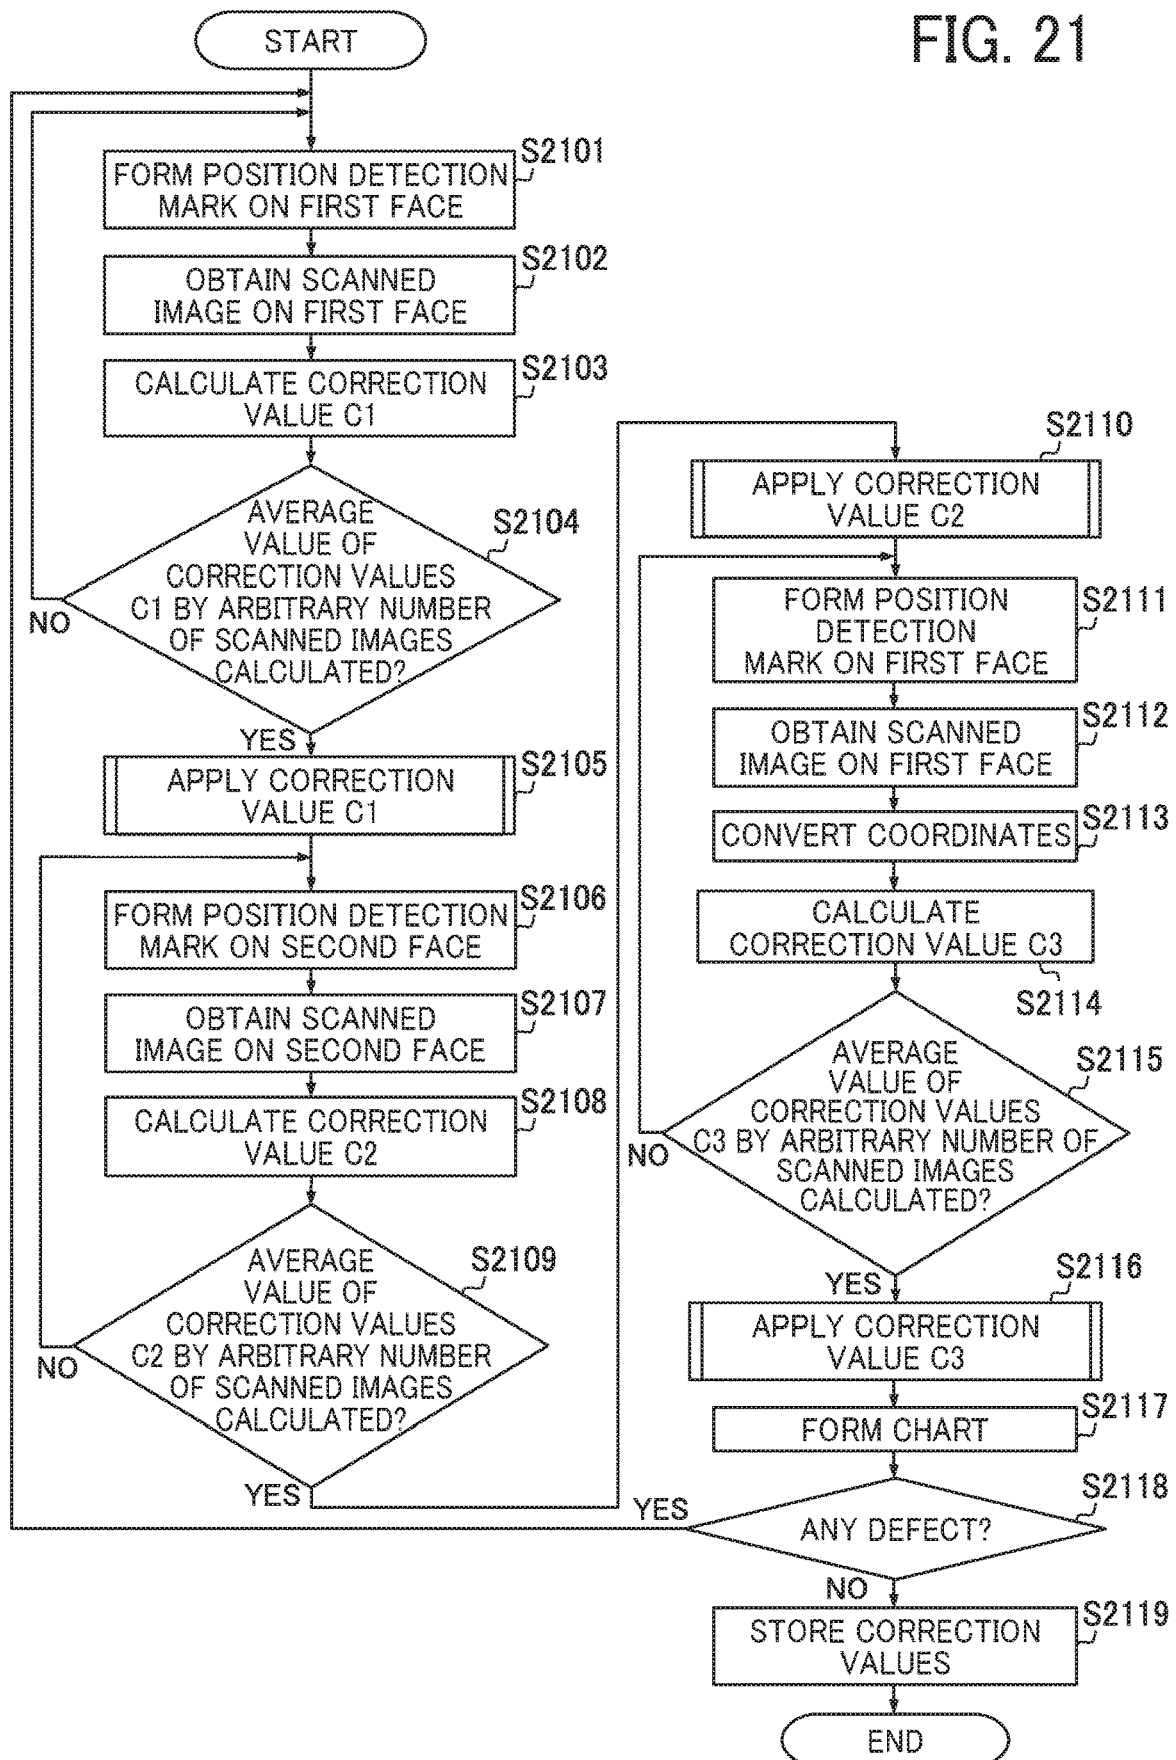 FIG. 21
START
S2101
FORM POSITION DETECTION
MARK ON FIRST FACE
S2102
OBTAIN SCANNED
IMAGE ON FIRST FACE
S2103
CALCULATE CORRECTION
VALUE C1
S2104
AVERAGE
VALUE OF
CORRECTION VALUES
C1 BY ARBITRARY NUMBER
OF SCANNED IMAGES
CALCULATED?
NO
YES
S2105
APPLY CORRECTION
VALUE C1
S2106
FORM POSITION DETECTION
MARK ON SECOND FACE
S2107
OBTAIN SCANNED
IMAGE ON SECOND FACE
S2108
CALCULATE CORRECTION
VALUE C2
S2109
AVERAGE
VALUE OF
CORRECTION VALUES
C2 BY ARBITRARY NUMBER
OF SCANNED IMAGES
CALCULATED?
NO
YES
S2110
APPLY CORRECTION
VALUE C2
S2111
FORM POSITION
DETECTION
MARK ON FIRST FACE
S2112
OBTAIN SCANNED
IMAGE ON FIRST FACE
S2113
CONVERT COORDINATES
CALCULATE
CORRECTION VALUE C3
S2114
S2115
AVERAGE
VALUE OF
CORRECTION VALUES
C3 BY ARBITRARY NUMBER OF
SCANNED IMAGES
CALCULATED?
NO
YES
S2116
APPLY CORRECTION
VALUE C3
S2117
FORM CHART
S2118
YES
ANY DEFECT?
NO
S2119
STORE CORRECTION
VALUES
END